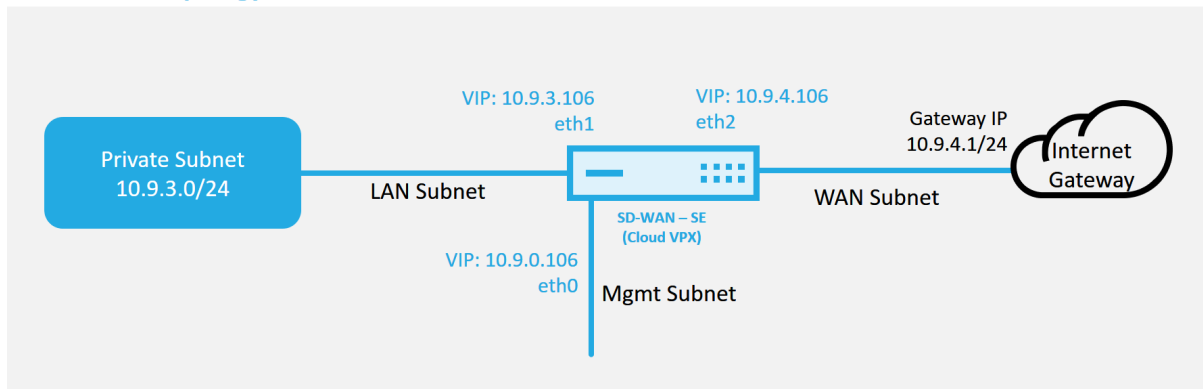 VIP: 10.9.3.106
eth1
VIP: 10.9.4.106
eth2
Gateway IP
10.9.4.1/24
Internet
Gateway
Private Subnet
10.9.3.0/24
LAN Subnet
WAN Subnet
SD-WAN – SE
(Cloud VPX)
VIP: 10.9.0.106
eth0
Mgmt Subnet